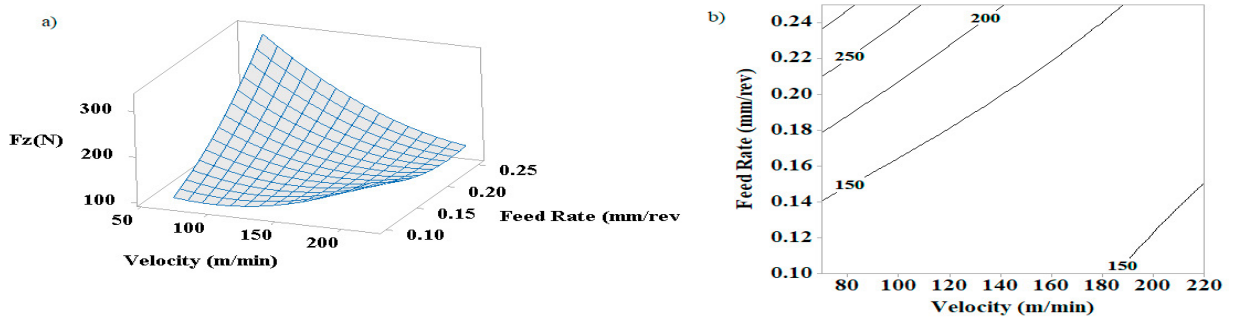 a)
300
Fz(N)
200
100
50
100
150
200
Velocity (m/min)
0.25
0.20
0.15
0.10
Feed Rate (mm/rev
b)
0.24
0.22
0.20
0.18
0.16
0.14
0.12
0.10
Feed Rate (mm/rev)
200
250
150
150
80 100 120 140 160 180 200 220
Velocity (m/min)